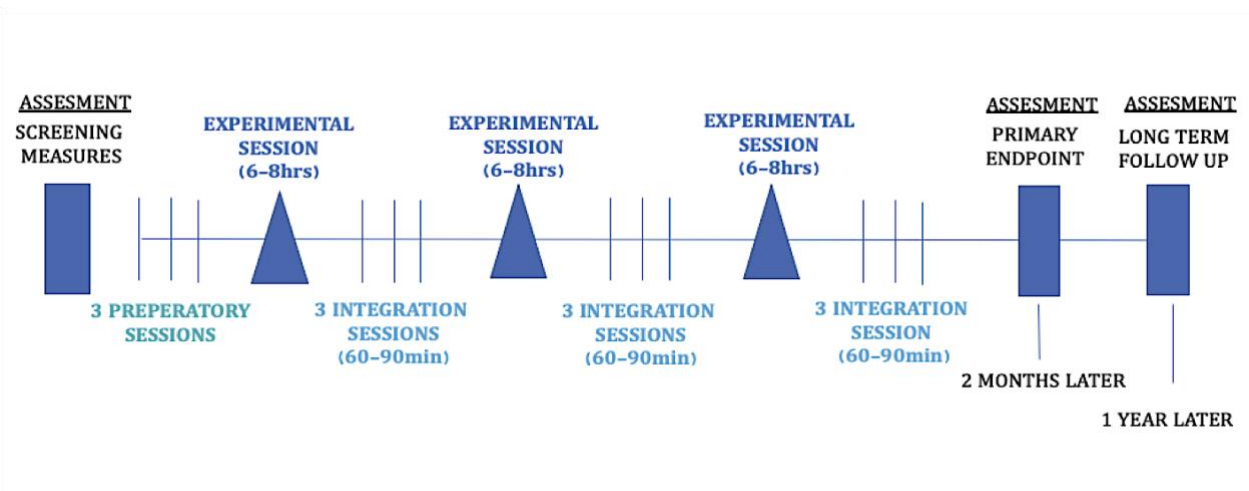 ASSESMENT
SCREENING
MEASURES
3 PREPERATORY
SESSIONS
EXPERIMENTAL
SESSION
(6–8hrs)
3 INTEGRATION
SESSIONS
(60–90min)
EXPERIMENTAL
SESSION
(6–8hrs)
3 INTEGRATION
SESSIONS
(60–90min)
EXPERIMENTAL
SESSION
(6–8hrs)
3 INTEGRATION
SESSION
(60–90min)
ASSESMENT
PRIMARY
ENDPOINT
2 MONTHS LATER
ASSESMENT
LONG TERM
FOLLOW UP
1 YEAR LATER